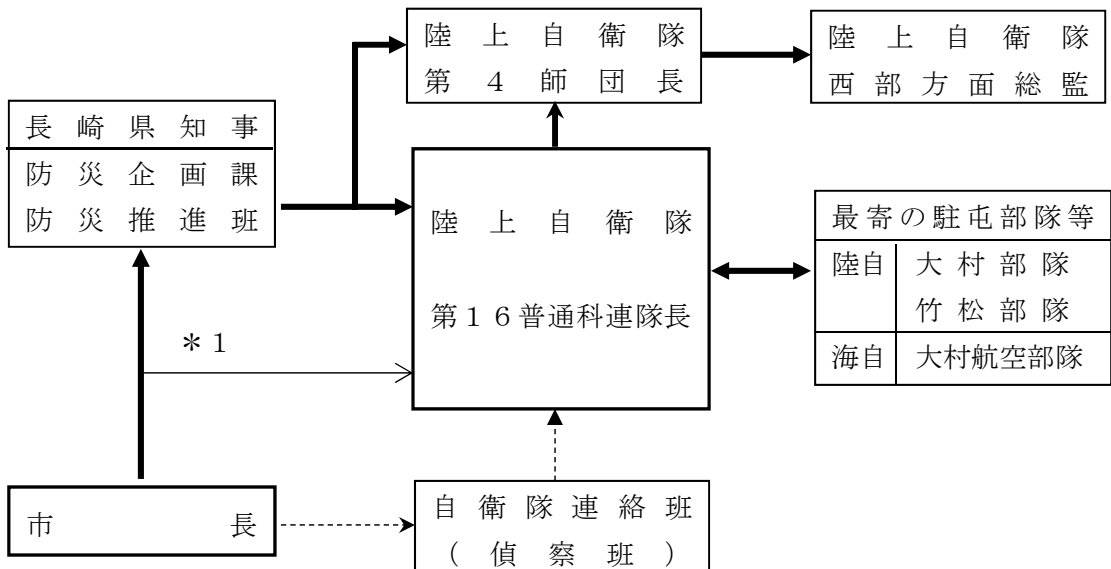 陸上自衛隊
第4師団長
陸上自衛隊
西部方面総監
長崎県知事
防災企画課
防災推進班
陸上自衛隊
第16普通科連隊長
最寄の駐屯部隊等
陸自 大村部隊
竹松部隊
海自 大村航空部隊
＊1
市長
自衛隊連絡班
(偵察班)